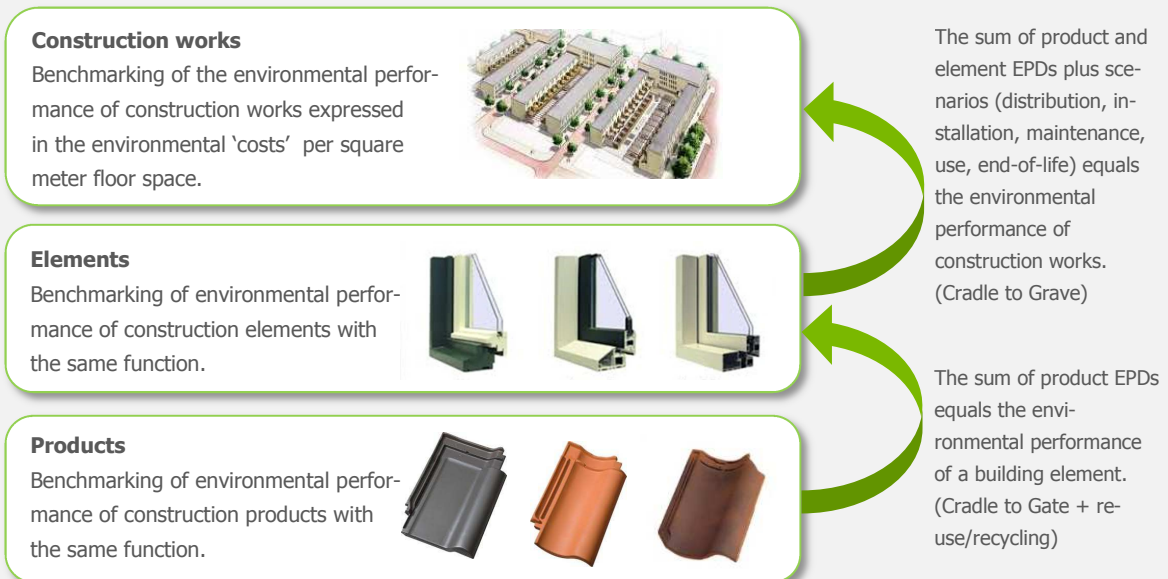 Construction works
Benchmarking of the environmental perfor-
mance of construction works expressed
in the environmental ‘costs’ per square
meter floor space.
The sum of product and
element EPDs plus sce-
narios (distribution, in-
stallation, maintenance,
use, end-of-life) equals
the environmental
performance of
construction works.
(Cradle to Grave)
Elements
Benchmarking of environmental perfor-
mance of construction elements with
the same function.
The sum of product EPDs
equals the envi-
ronmental performance
of a building element.
(Cradle to Gate + re-
use/recycling)
Products
Benchmarking of environmental perfor-
mance of construction products with
the same function.